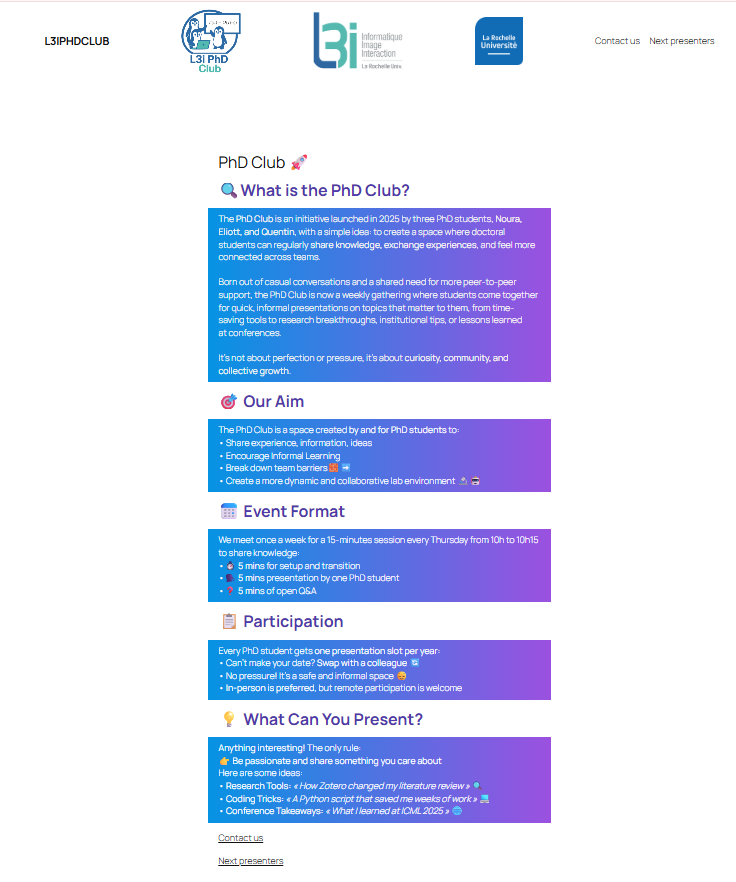 L3IPHDCLUB
L3i PhD
Club
L3i
Informatique
Image
Interaction
La Rochelle Univ.
La Rochelle
Université
Contact us
Next presenters
PhD Club 🚀
🔍 What is the PhD Club?
The PhD Club is an initiative launched in 2025 by three PhD students, Noura,
Eliott, and Quentin, with a simple idea: to create a space where doctoral
students can regularly share knowledge, exchange experiences, and feel more
connected across teams.
Born out of casual conversations and a shared need for more peer-to-peer
support, the PhD Club is now a weekly gathering where students come together
for quick, informal presentations on topics that matter to them, from time-
saving tools to research breakthroughs, institutional tips, or lessons learned
at conferences.
It's not about perfection or pressure, it's about curiosity, community, and
collective growth.
🎯 Our Aim
The PhD Club is a space created by and for PhD students to:
• Share experience, information, ideas
• Encourage Informal Learning
• Break down team barriers 🧱 ➡️
• Create a more dynamic and collaborative lab environment 🔬 👨‍🎓
📅 Event Format
We meet once a week for a 15-minutes session every Thursday from 10h to 10h15
to share knowledge:
• 5 mins for setup and transition
• 🗣️ 5 mins presentation by one PhD student
• ❓ 5 mins of open Q&A
📋 Participation
Every PhD student gets one presentation slot per year:
• Can't make your date? Swap with a colleague 🔄
• No pressure! It's a safe and informal space 😄
• In-person is preferred, but remote participation is welcome
💡 What Can You Present?
Anything interesting! The only rule:
👉 Be passionate and share something you care about
Here are some ideas:
• Research Tools: « How Zotero changed my literature review » 🔍
• Coding Tricks: « A Python script that saved me weeks of work » 💻
• Conference Takeaways: « What I learned at ICML 2025 » 🌐
Contact us
Next presenters